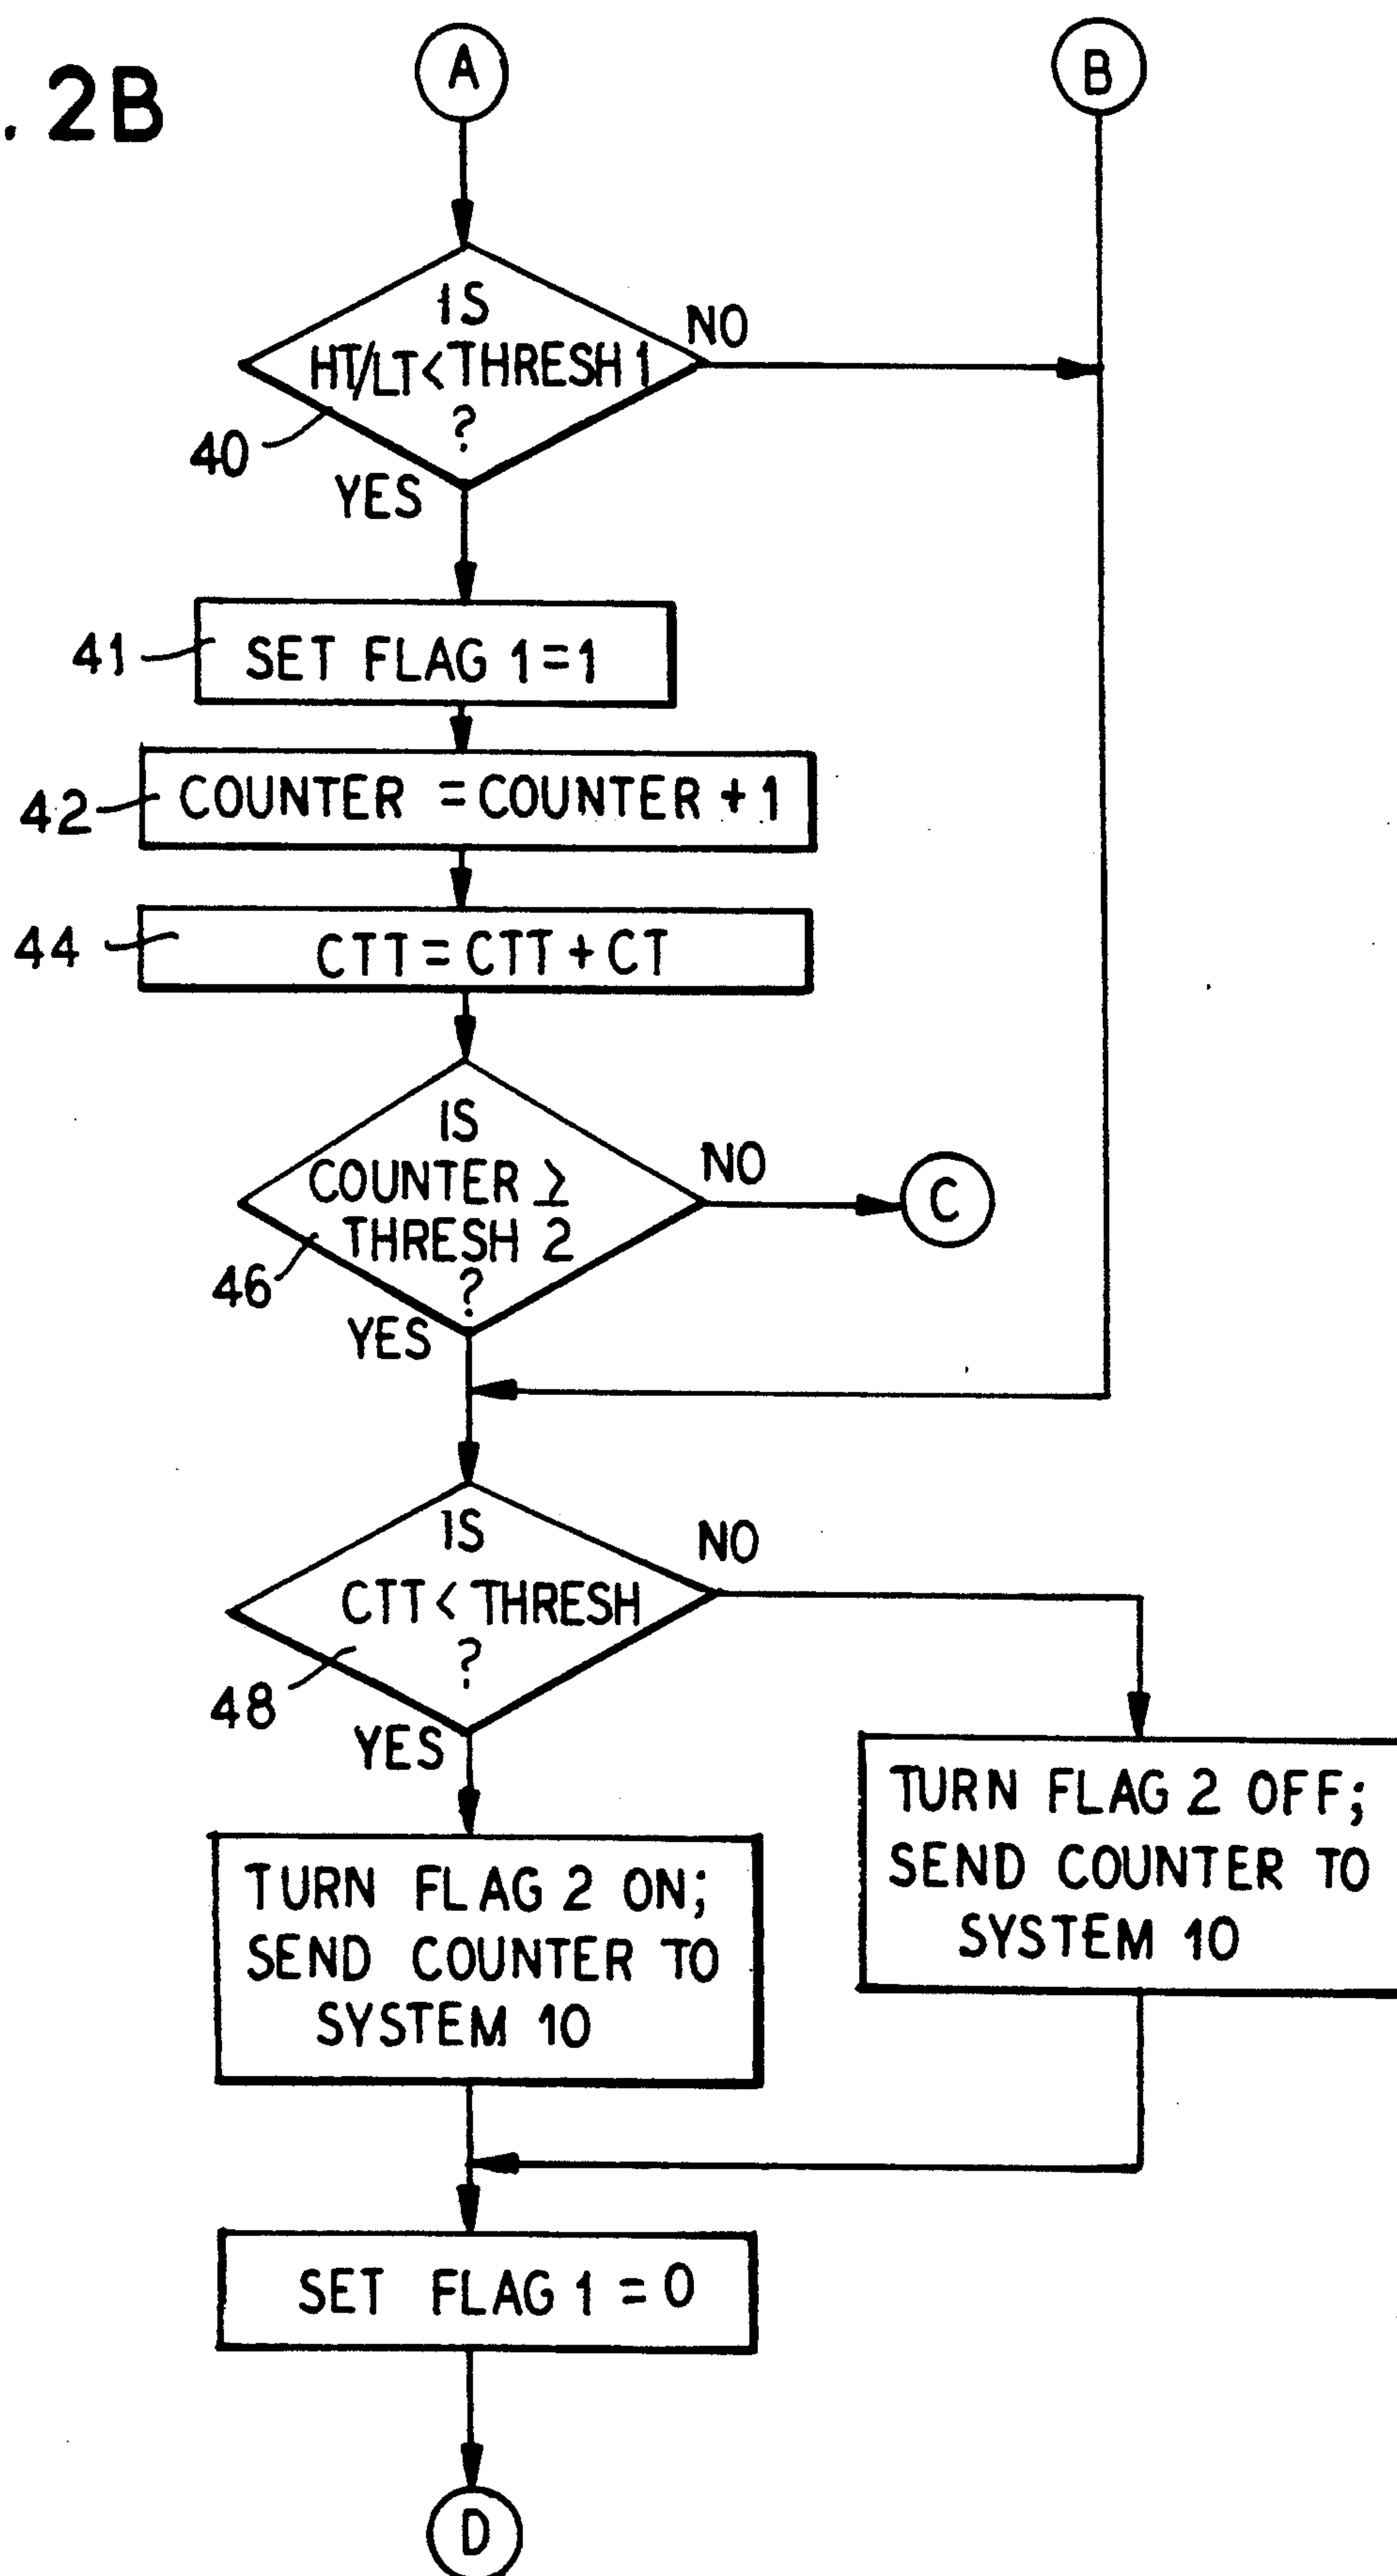 . 2B
A
B
IS
HT/LT < THRESH 1
?
NO
40
YES
41
SET FLAG 1 = 1
42
COUNTER = COUNTER + 1
44
CTT = CTT + CT
IS
COUNTER ≥
THRESH 2
?
NO
C
46
YES
IS
CTT < THRESH
?
NO
48
YES
TURN FLAG 2 OFF;
SEND COUNTER TO
SYSTEM 10
TURN FLAG 2 ON;
SEND COUNTER TO
SYSTEM 10
SET FLAG 1 = 0
D